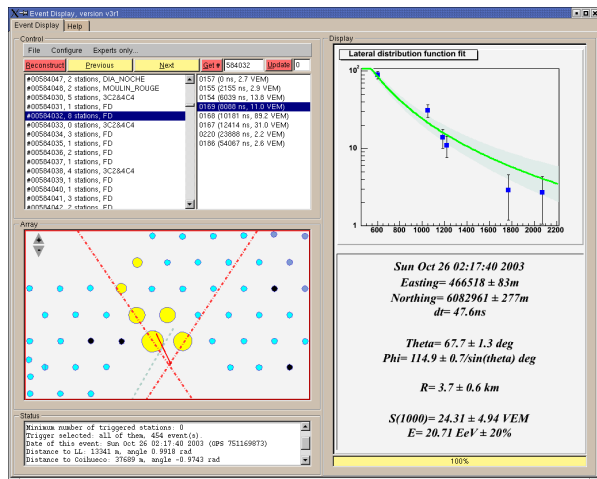 Event Display, version v3r1
Event Display Help
Control
File Configure Experts only...
Reconstruct Previous Next Get # 584032 Update 0
#00584047, 2 stations, DIA_NOCHE
#00584048, 2 stations, MOULIN_ROUGE
#00584030, 5 stations, 3C2&4C4
#00584031, 1 stations, FD
#00584032, 8 stations, FD
#00584033, 0 stations, 3C2&4C4
#00584034, 3 stations, FD
#00584035, 1 stations, FD
#00584036, 2 stations, FD
#00584037, 1 stations, FD
#00584038, 4 stations, 3C2&4C4
#00584039, 1 stations, FD
#00584040, 1 stations, FD
#00584041, 3 stations, FD
#00584042, 2 stations, FD
0157 (0 ns, 2.7 VEM)
0155 (2155 ns, 2.9 VEM)
0154 (6039 ns, 13.8 VEM)
0169 (8088 ns, 11.0 VEM)
0168 (10181 ns, 89.2 VEM)
0167 (12414 ns, 31.0 VEM)
0220 (23888 ns, 2.2 VEM)
0186 (54067 ns, 2.6 VEM)
Array
Status
Minimum number of triggered stations: 0
Trigger selected: all of them, 454 event(s).
Date of this event: Sun Oct 26 02:17:40 2003 (GPS 751169873)
Distance to LL: 13341 m, angle 0.9918 rad
Distance to Coihueco: 37689 m, angle -0.9743 rad
Display
Lateral distribution function fit
10²
10
1
600 800 1000 1200 1400 1600 1800 2000 2200
Sun Oct 26 02:17:40 2003
Easting= 466518 ± 83m
Northing= 6082961 ± 277m
dt= 47.6ns
Theta= 67.7 ± 1.3 deg
Phi= 114.9 ± 0.7/sin(theta) deg
R= 3.7 ± 0.6 km
S(1000)= 24.31 ± 4.94 VEM
E= 20.71 EeV ± 20%
100%